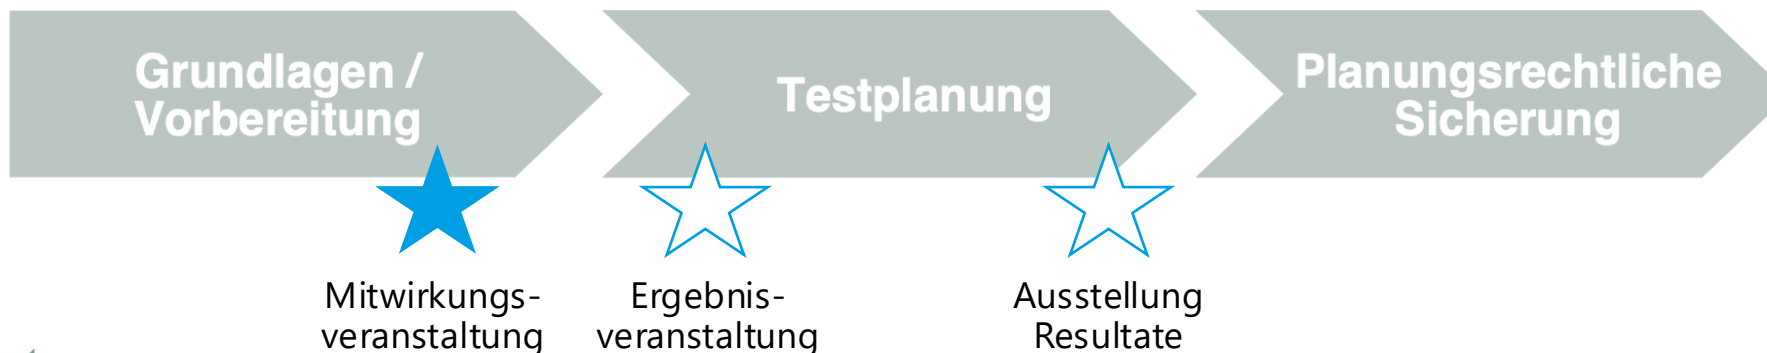 Grundlagen /
Vorbereitung
Testplanung
Planungsrechtliche
Sicherung
Mitwirkungs-
veranstaltung
Ergebnis-
veranstaltung
Ausstellung
Resultate